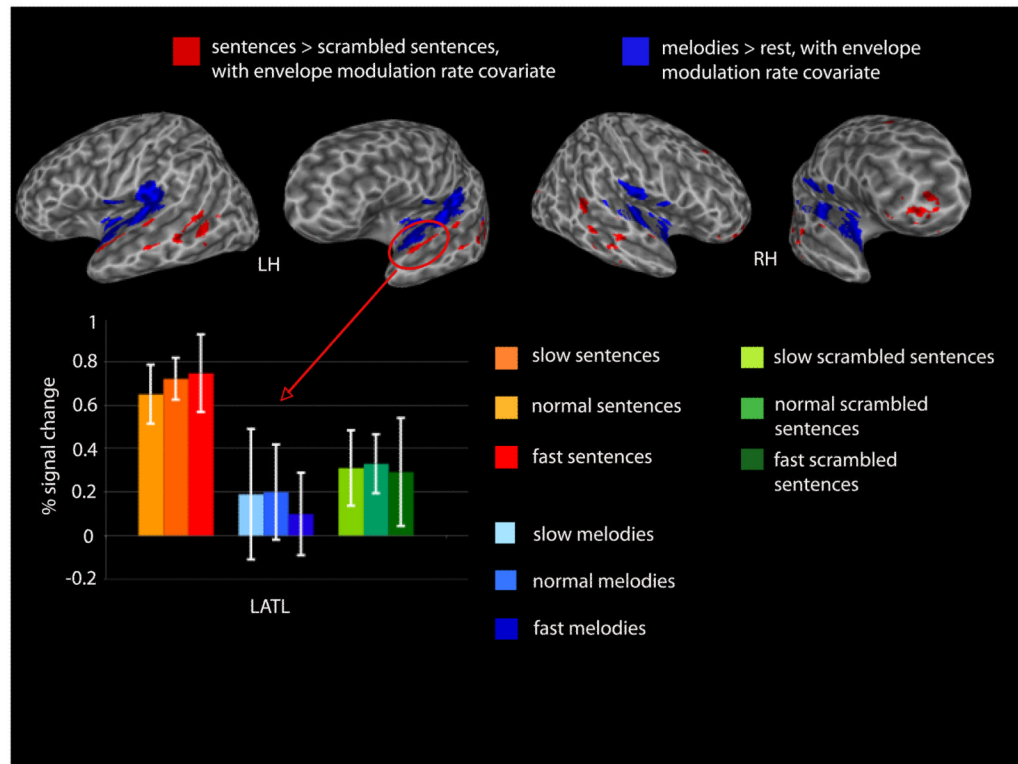 sentences > scrambled sentences,
with envelope modulation rate covariate
melodies > rest, with envelope
modulation rate covariate
LH
RH
1
0.8
0.6
0.4
0.2
0
-0.2
% signal change
LATL
slow sentences
normal sentences
fast sentences
slow melodies
normal melodies
fast melodies
slow scrambled sentences
normal scrambled
sentences
fast scrambled
sentences